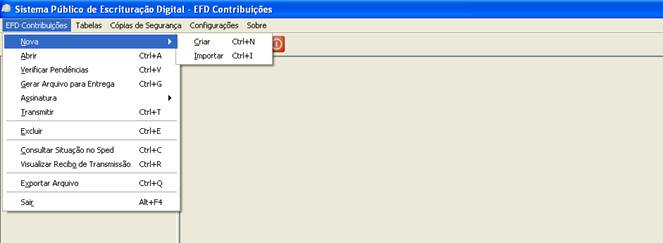 Sistema Público de Escrituração Digital - EFD Contribuições
EFD Contribuições Tabelas Cópias de Segurança Configurações Sobre
Nova
Criar Ctrl+N
Importar Ctrl+I
Abrir Ctrl+A
Verificar Pendências Ctrl+V
Gerar Arquivo para Entrega Ctrl+G
Assinatura
Transmitir Ctrl+T
Excluir Ctrl+E
Consultar Situação no Sped Ctrl+C
Visualizar Recibo de Transmissão Ctrl+R
Exportar Arquivo Ctrl+Q
Sair Alt+F4